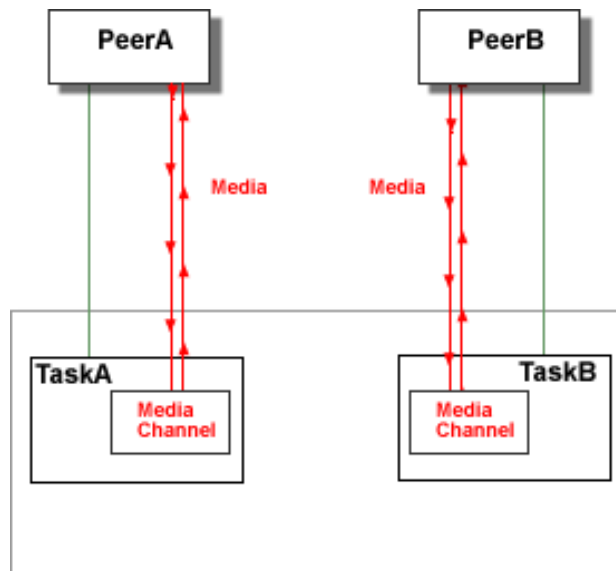 PeerA
PeerB
Media
Media
TaskA
TaskB
Media
Channel
Media
Channel